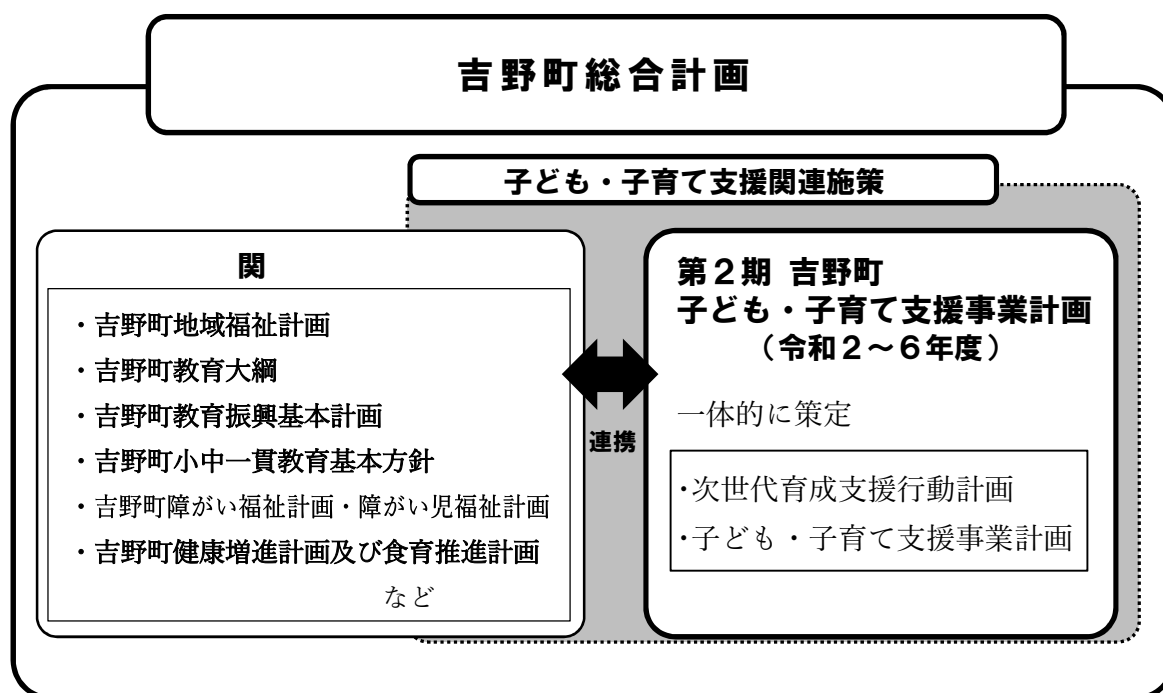 吉野町総合計画
子ども・子育て支援関連施策
関
・吉野町地域福祉計画
・吉野町教育大綱
・吉野町教育振興基本計画
・吉野町小中一貫教育基本方針
・吉野町障がい福祉計画・障がい児福祉計画
・吉野町健康増進計画及び食育推進計画
など
連携
第2期 吉野町
子ども・子育て支援事業計画
（令和2～6年度）
一体的に策定
・次世代育成支援行動計画
・子ども・子育て支援事業計画